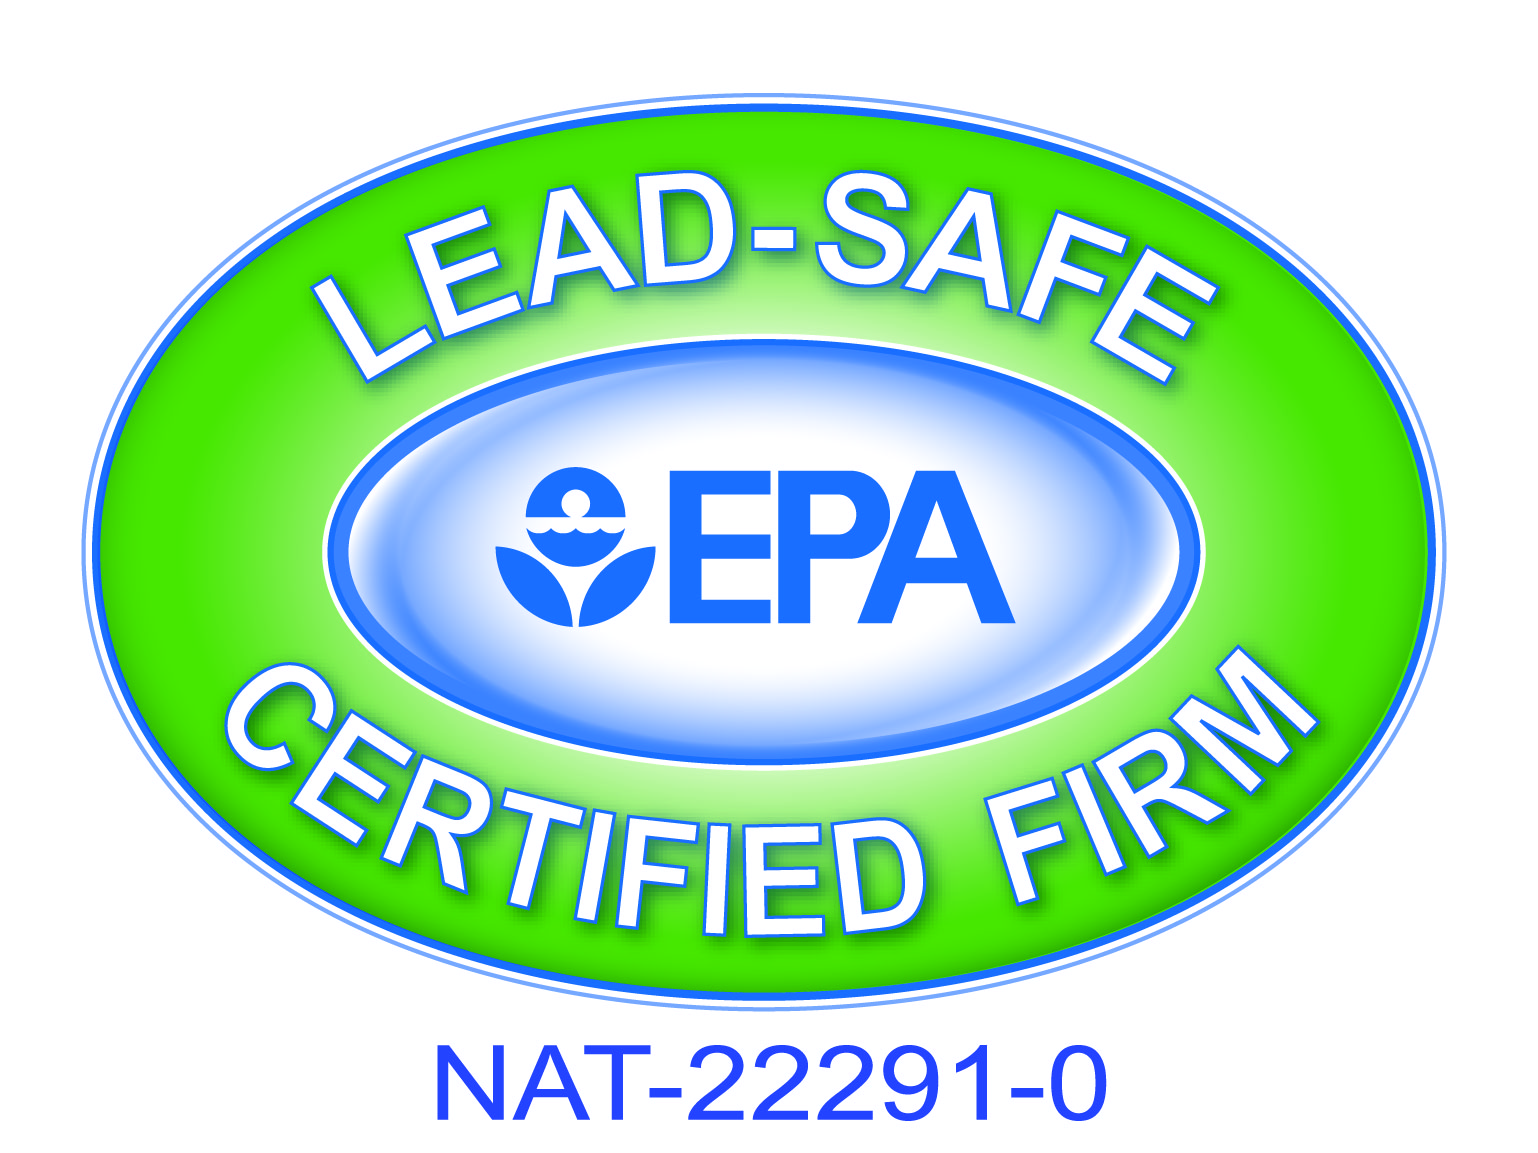 LEAD-SAFE
EPA
CERTIFIED FIRM
NAT-22291-0